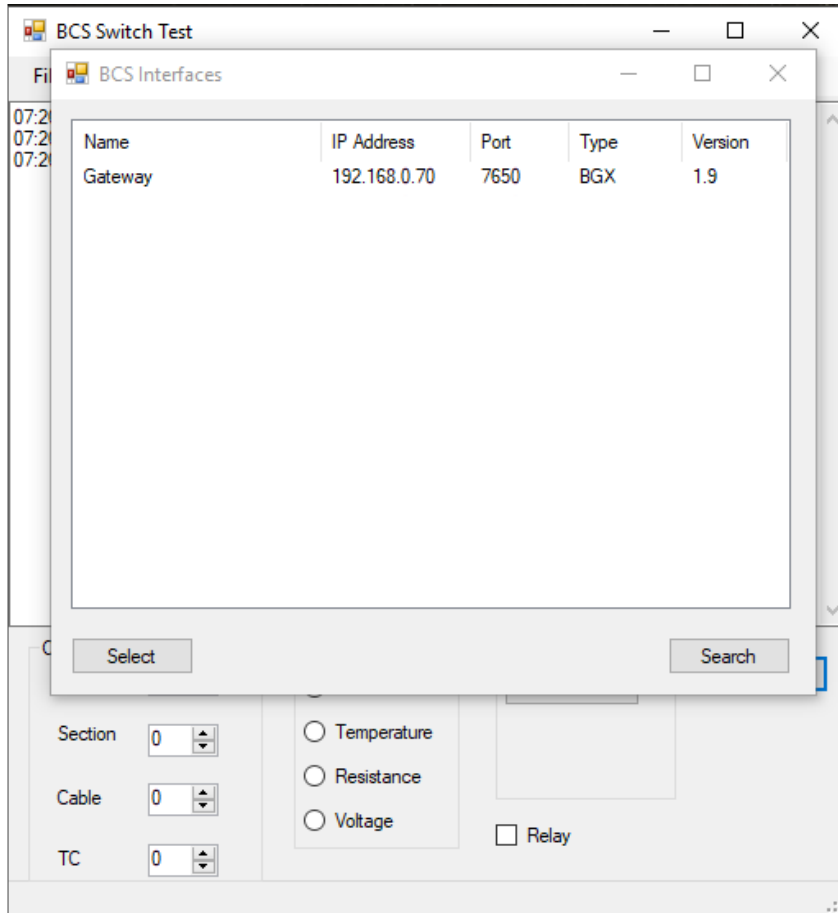 BCS Switch Test
BCS Interfaces
Name IP Address Port Type Version
Gateway 192.168.0.70 7650 BGX 1.9
Select Search
Section 0
Temperature
Resistance
Cable 0
Voltage
Relay
TC 0